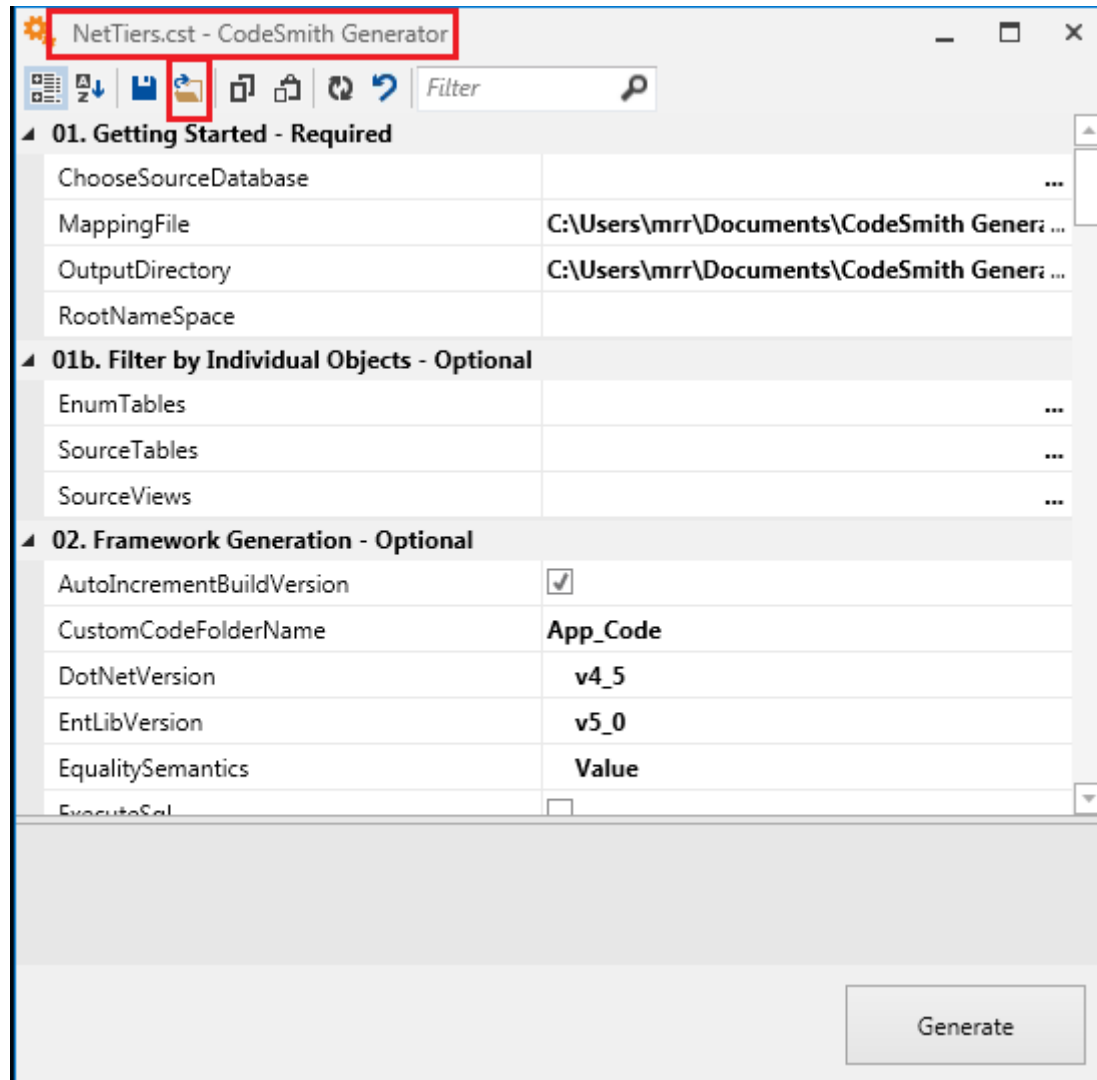 NetTiers.cst - CodeSmith Generator
Filter
01. Getting Started - Required
ChooseSourceDatabase ...
MappingFile C:\Users\mrr\Documents\CodeSmith Genera ...
OutputDirectory C:\Users\mrr\Documents\CodeSmith Genera ...
RootNameSpace
01b. Filter by Individual Objects - Optional
EnumTables ...
SourceTables ...
SourceViews ...
02. Framework Generation - Optional
AutoIncrementBuildVersion
CustomCodeFolderName App_Code
DotNetVersion v4_5
EntLibVersion v5_0
EqualitySemantics Value
ExecuteSql
Generate